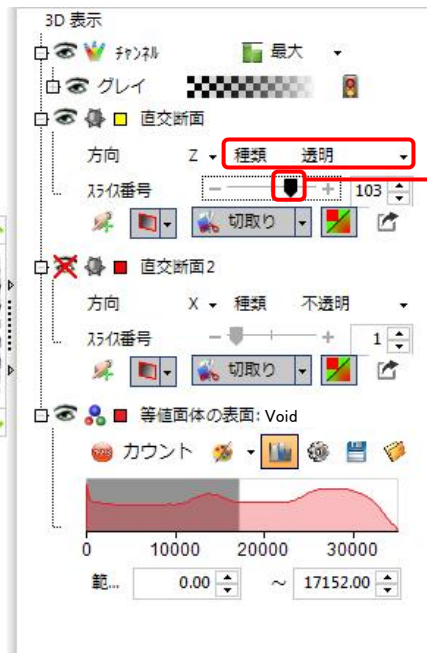 3D 表示
チャンネル 最大
グレイ
直交断面
方向 Z 種類 透明
スライス番号 - + 103
切取り
直交断面2
方向 X 種類 不透明
スライス番号 - + 1
切取り
等値面体の表面: Void
カウント
0 10000 20000 30000
範... 0.00 ～ 17152.00